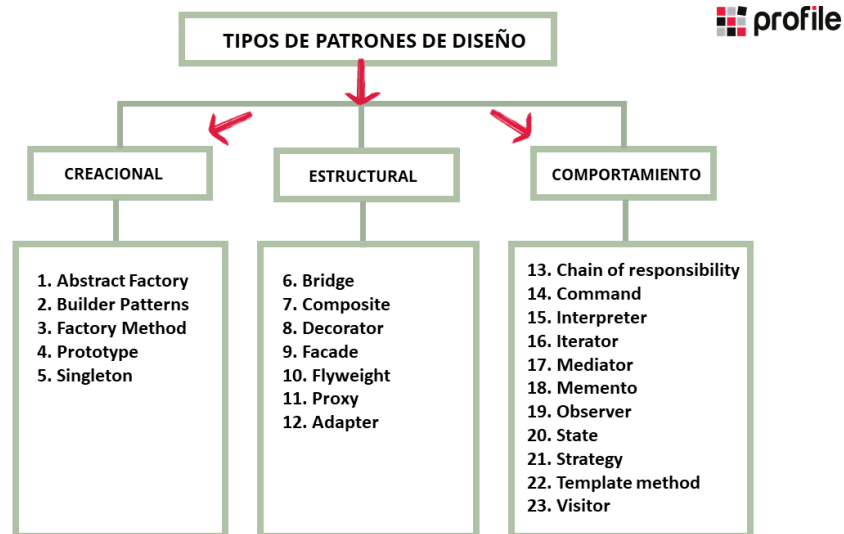 profile
TIPOS DE PATRONES DE DISEÑO
CREACIONAL
ESTRUCTURAL
COMPORTAMIENTO
1. Abstract Factory
2. Builder Patterns
3. Factory Method
4. Prototype
5. Singleton
6. Bridge
7. Composite
8. Decorator
9. Facade
10. Flyweight
11. Proxy
12. Adapter
13. Chain of responsibility
14. Command
15. Interpreter
16. Iterator
17. Mediator
18. Memento
19. Observer
20. State
21. Strategy
22. Template method
23. Visitor